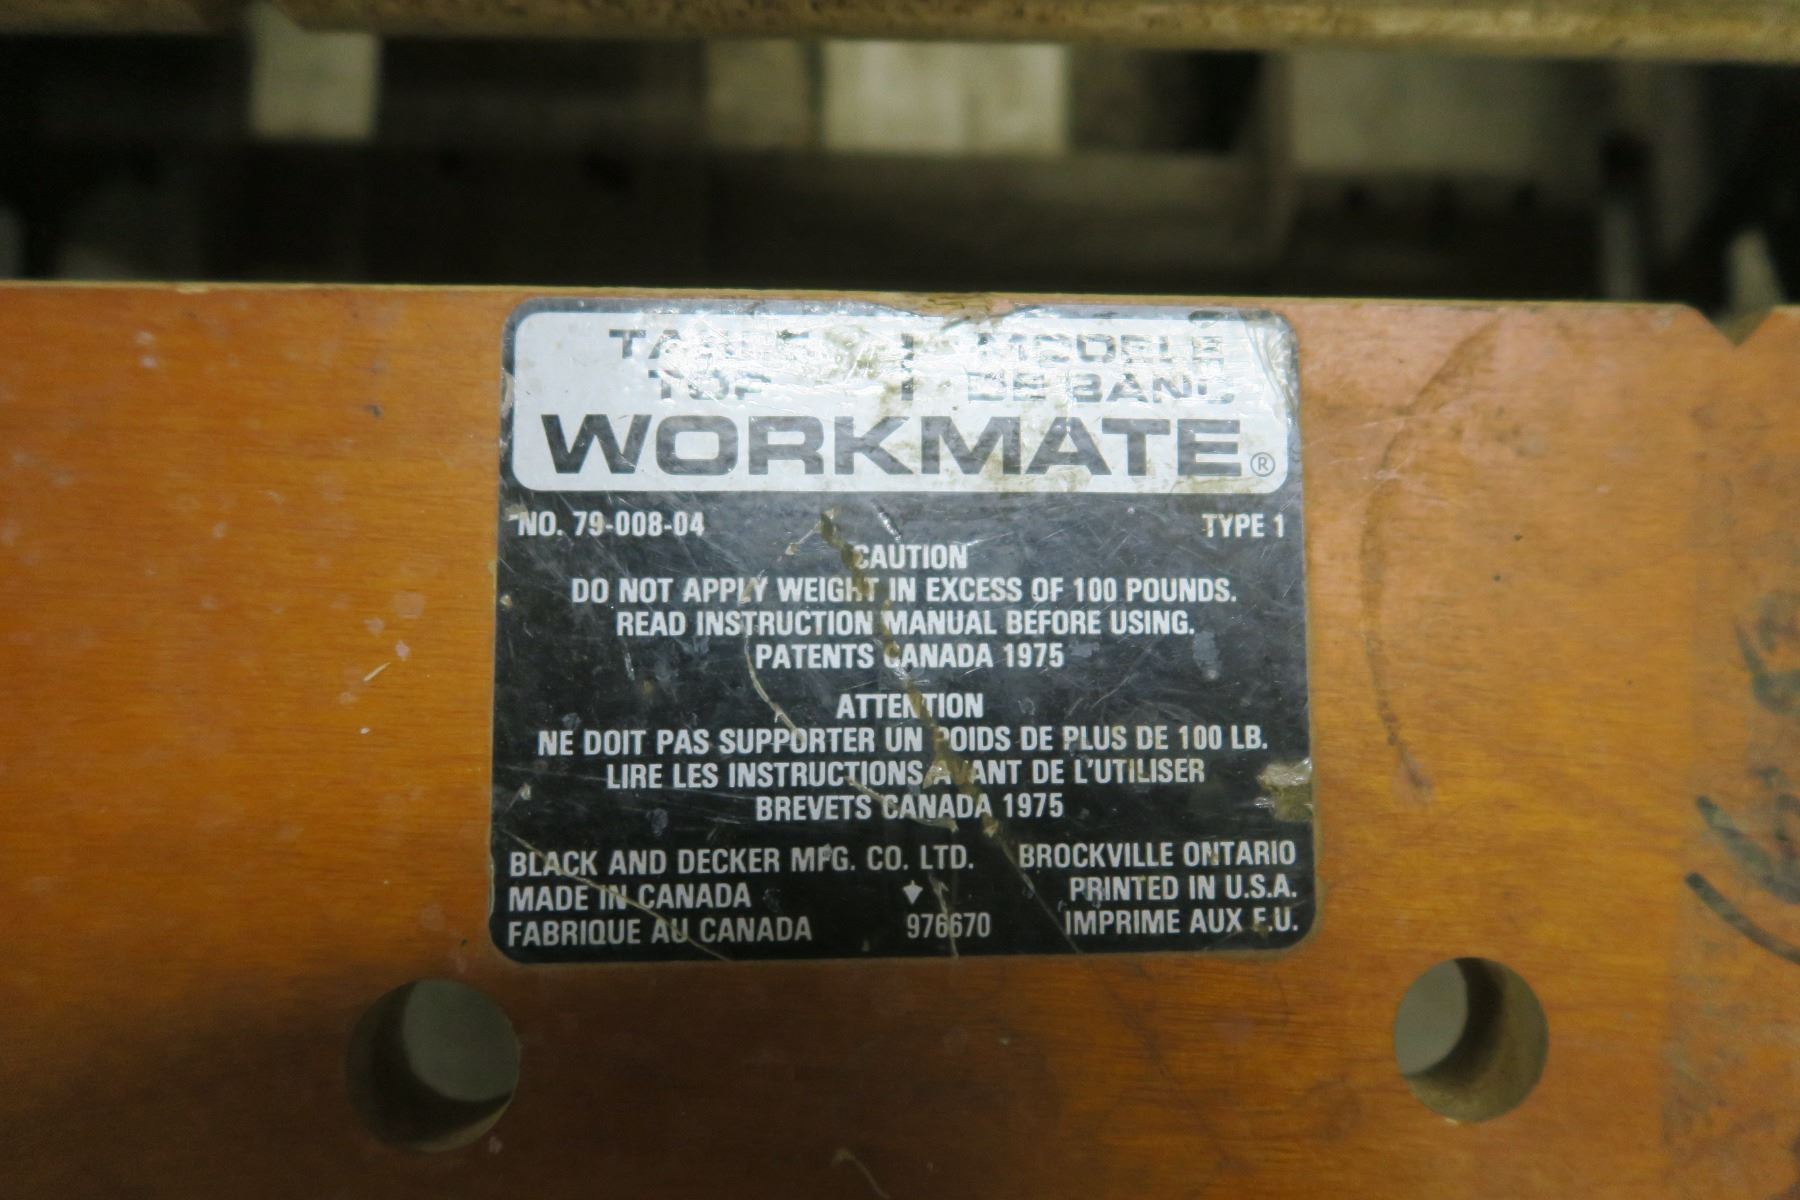 TABLE | MODELE
TOP | DE BANC
WORKMATE®
NO. 79-008-04 TYPE 1
CAUTION
DO NOT APPLY WEIGHT IN EXCESS OF 100 POUNDS.
READ INSTRUCTION MANUAL BEFORE USING.
PATENTS CANADA 1975
ATTENTION
NE DOIT PAS SUPPORTER UN POIDS DE PLUS DE 100 LB.
LIRE LES INSTRUCTIONS AVANT DE L'UTILISER
BREVETS CANADA 1975
BLACK AND DECKER MFG. CO. LTD. BROCKVILLE ONTARIO
MADE IN CANADA PRINTED IN U.S.A.
FABRIQUE AU CANADA 976670 IMPRIME AUX E.U.